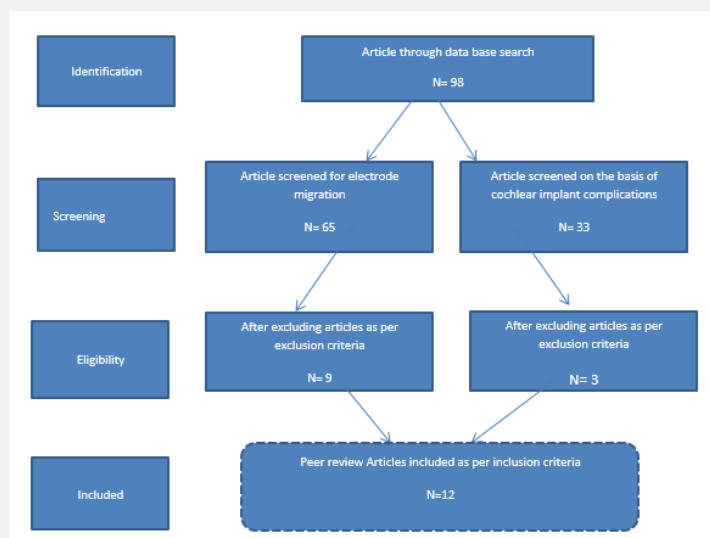 Identification
Article through data base search
N= 98
Screening
Article screened for electrode
migration
N= 65
Article screened on the basis of
cochlear implant complications
N= 33
Eligibility
After excluding articles as per
exclusion criteria
N= 9
After excluding articles as per
exclusion criteria
N= 3
Included
Peer review Articles included as per inclusion criteria
N=12